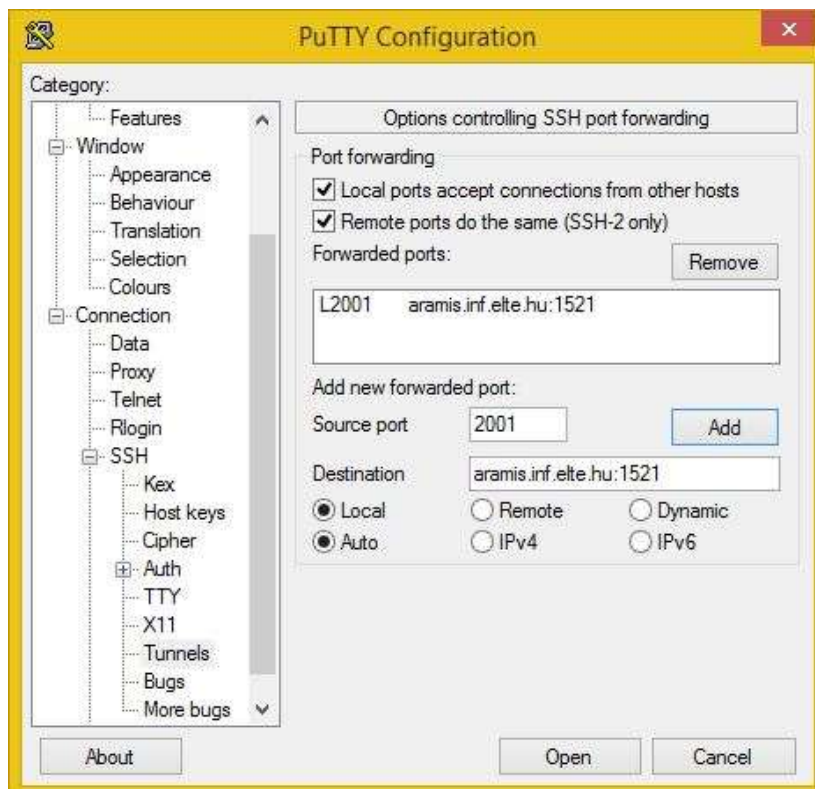 PuTTY Configuration
Category:
Features
Window
Appearance
Behaviour
Translation
Selection
Colours
Connection
Data
Proxy
Telnet
Rlogin
SSH
Kex
Host keys
Cipher
Auth
TTY
X11
Tunnels
Bugs
More bugs
Options controlling SSH port forwarding
Port forwarding
Local ports accept connections from other hosts
Remote ports do the same (SSH-2 only)
Forwarded ports:
Remove
L2001 aramis.inf.elte.hu:1521
Add new forwarded port:
Source port 2001 Add
Destination aramis.inf.elte.hu:1521
Local Remote Dynamic
Auto IPv4 IPv6
About Open Cancel